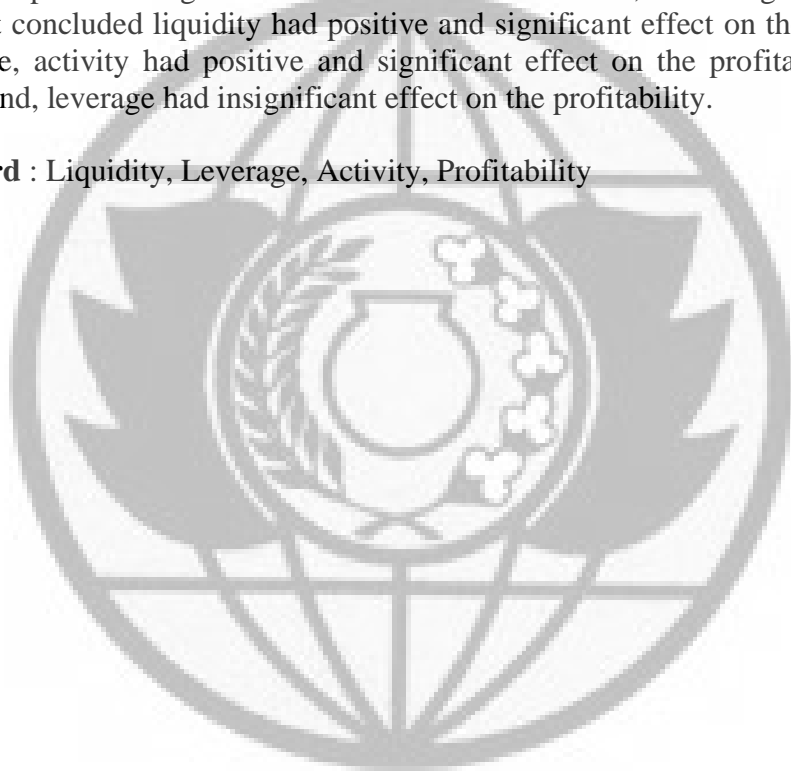 t concluded liquidity had positive and significant effect on the
e, activity had positive and significant effect on the profita
nd, leverage had insignificant effect on the profitability.
rd : Liquidity, Leverage, Activity, Profitability